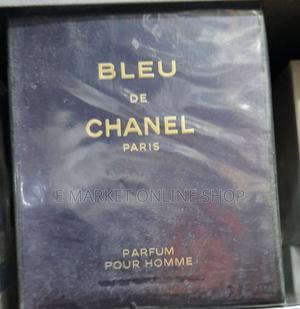 BLEU
DE
CHANEL
PARIS
E MARKET ONLINE SHOP
PARFUM
POUR HOMME